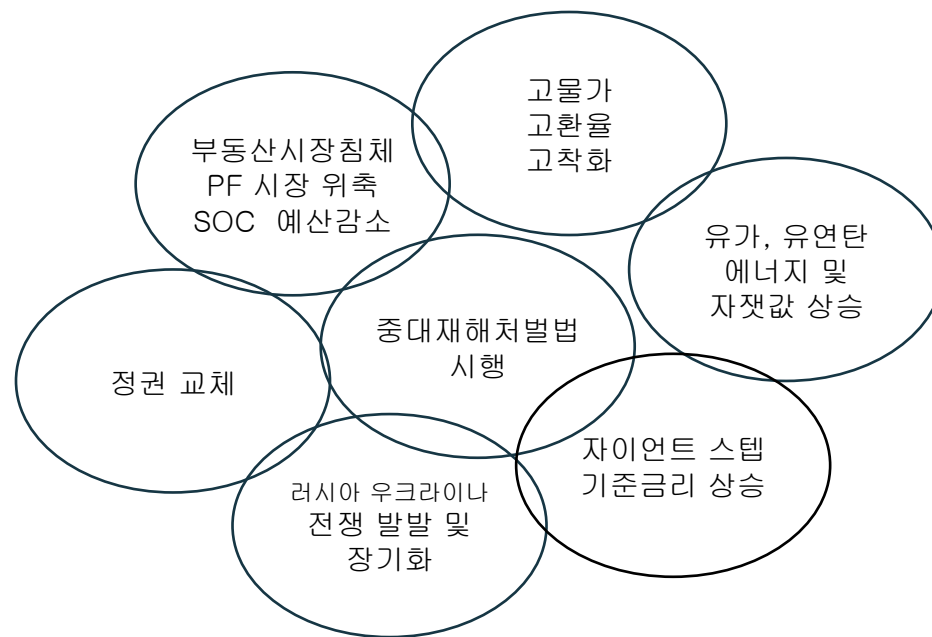 고물가
고환율
고착화
부동산시장침체
PF 시장 위축
SOC 예산감소
유가, 유연탄
에너지 및
자잿값 상승
중대재해처벌법
시행
정권 교체
자이언트 스텝
기준금리 상승
러시아 우크라이나
전쟁 발발 및
장기화